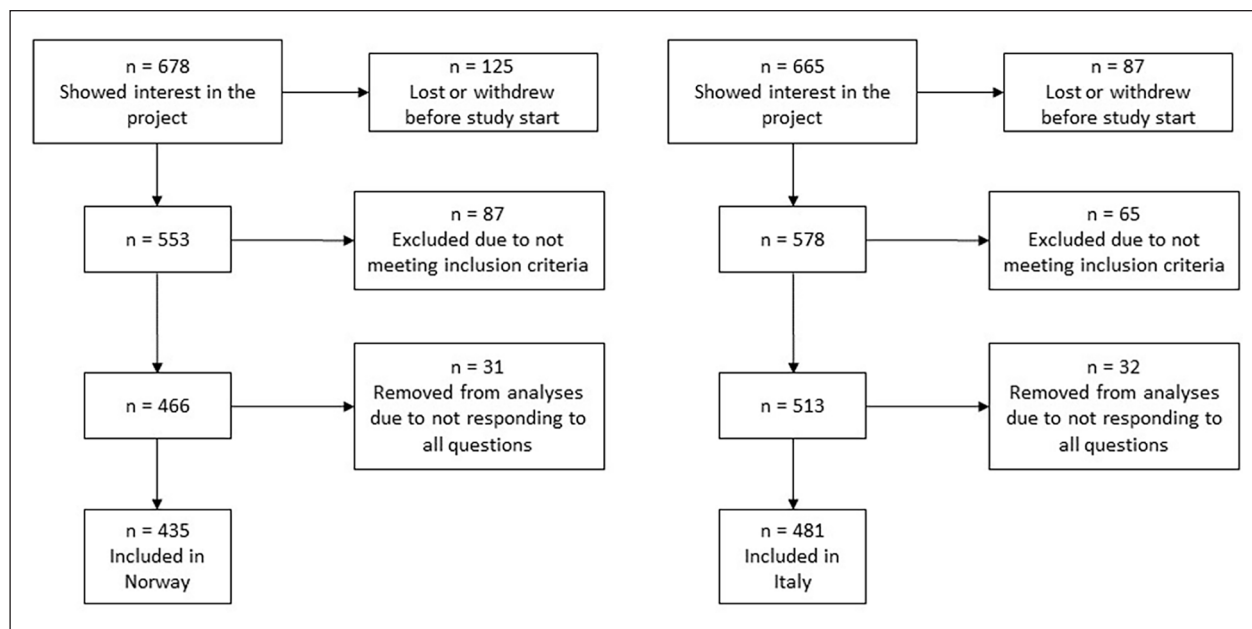 n = 678
Showed interest in the
project
n = 125
Lost or withdrew
before study start
n = 553
n = 87
Excluded due to not
meeting inclusion criteria
n = 466
n = 31
Removed from analyses
due to not responding to
all questions
n = 435
Included in
Norway
n = 665
Showed interest in the
project
n = 87
Lost or withdrew
before study start
n = 578
n = 65
Excluded due to not
meeting inclusion criteria
n = 513
n = 32
Removed from analyses
due to not responding to
all questions
n = 481
Included in
Italy